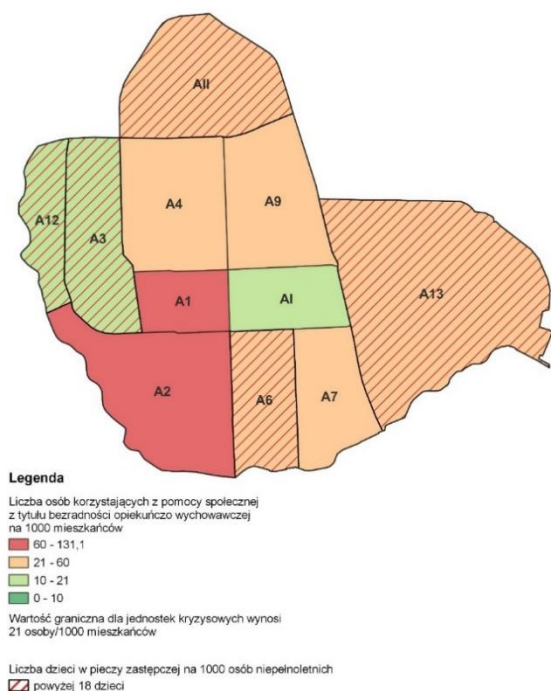 AII
A12
A3
A4
A9
A13
A1
AI
A2
A6
A7
Legenda
Liczba osób korzystających z pomocy społecznej
z tytułu bezradności opiekuńczo wychowawczej
na 1000 mieszkańców
60 - 131,1
21 - 60
10 - 21
0 - 10
Wartość graniczna dla jednostek kryzysowych wynosi
21 osoby/1000 mieszkańców
Liczba dzieci w pieczy zastępczej na 1000 osób niepełnoletnich
powyżej 18 dzieci